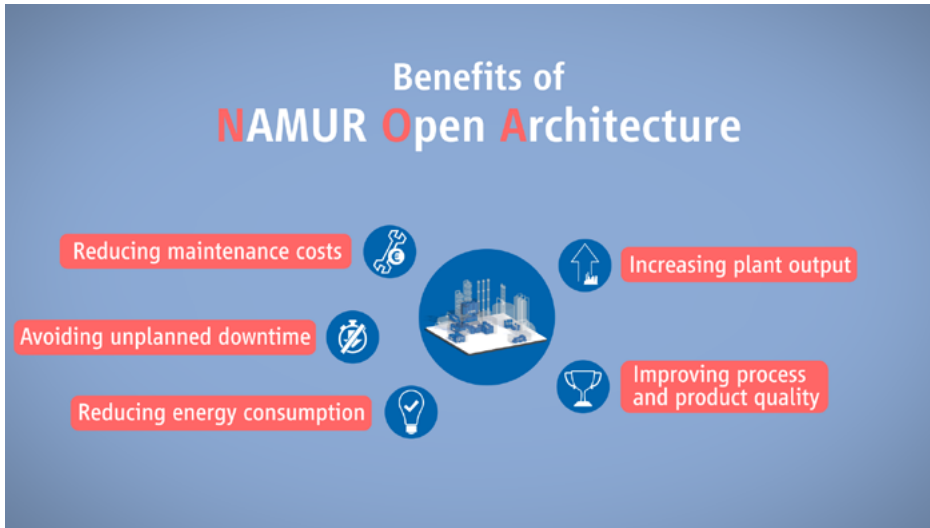 Benefits of
NAMUR Open Architecture
Reducing maintenance costs
Avoiding unplanned downtime
Reducing energy consumption
Increasing plant output
Improving process
and product quality